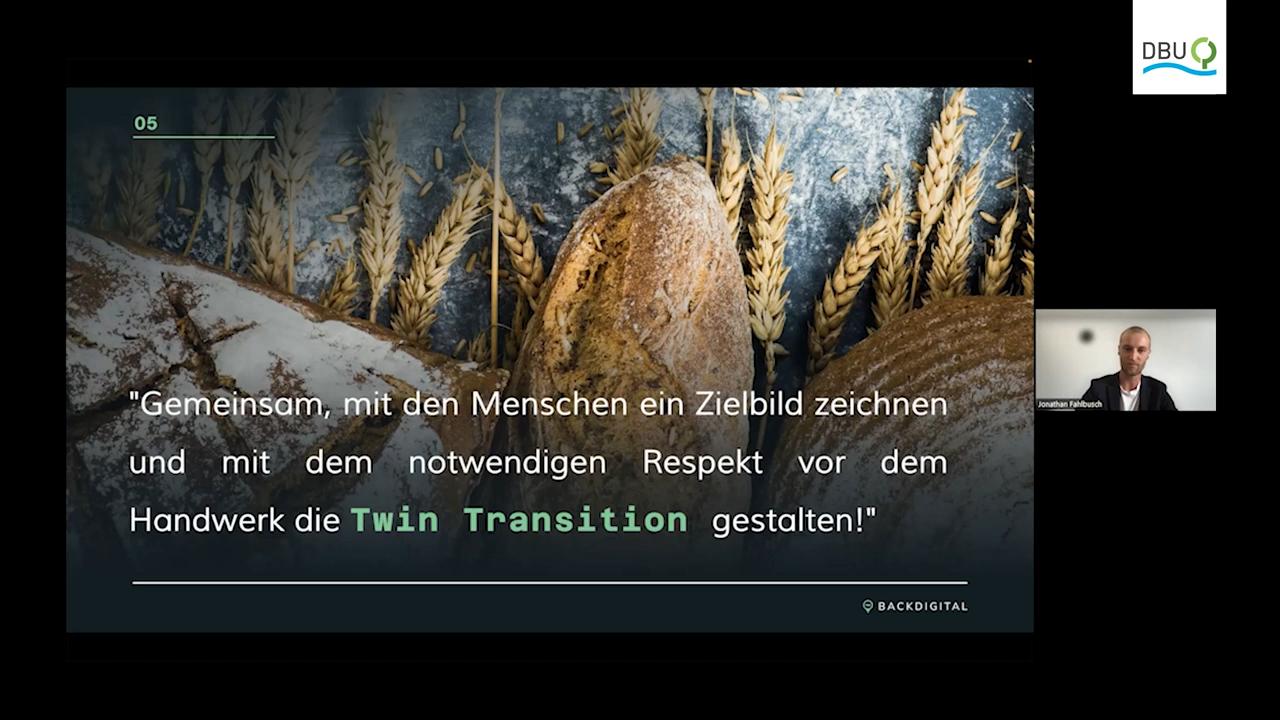 DBU
05
"Gemeinsam, mit den Menschen ein Zielbild zeichnen
und mit dem notwendigen Respekt vor dem
Handwerk die Twin Transition gestalten!"
BACKDIGITAL
Jonathan Fahlbusch